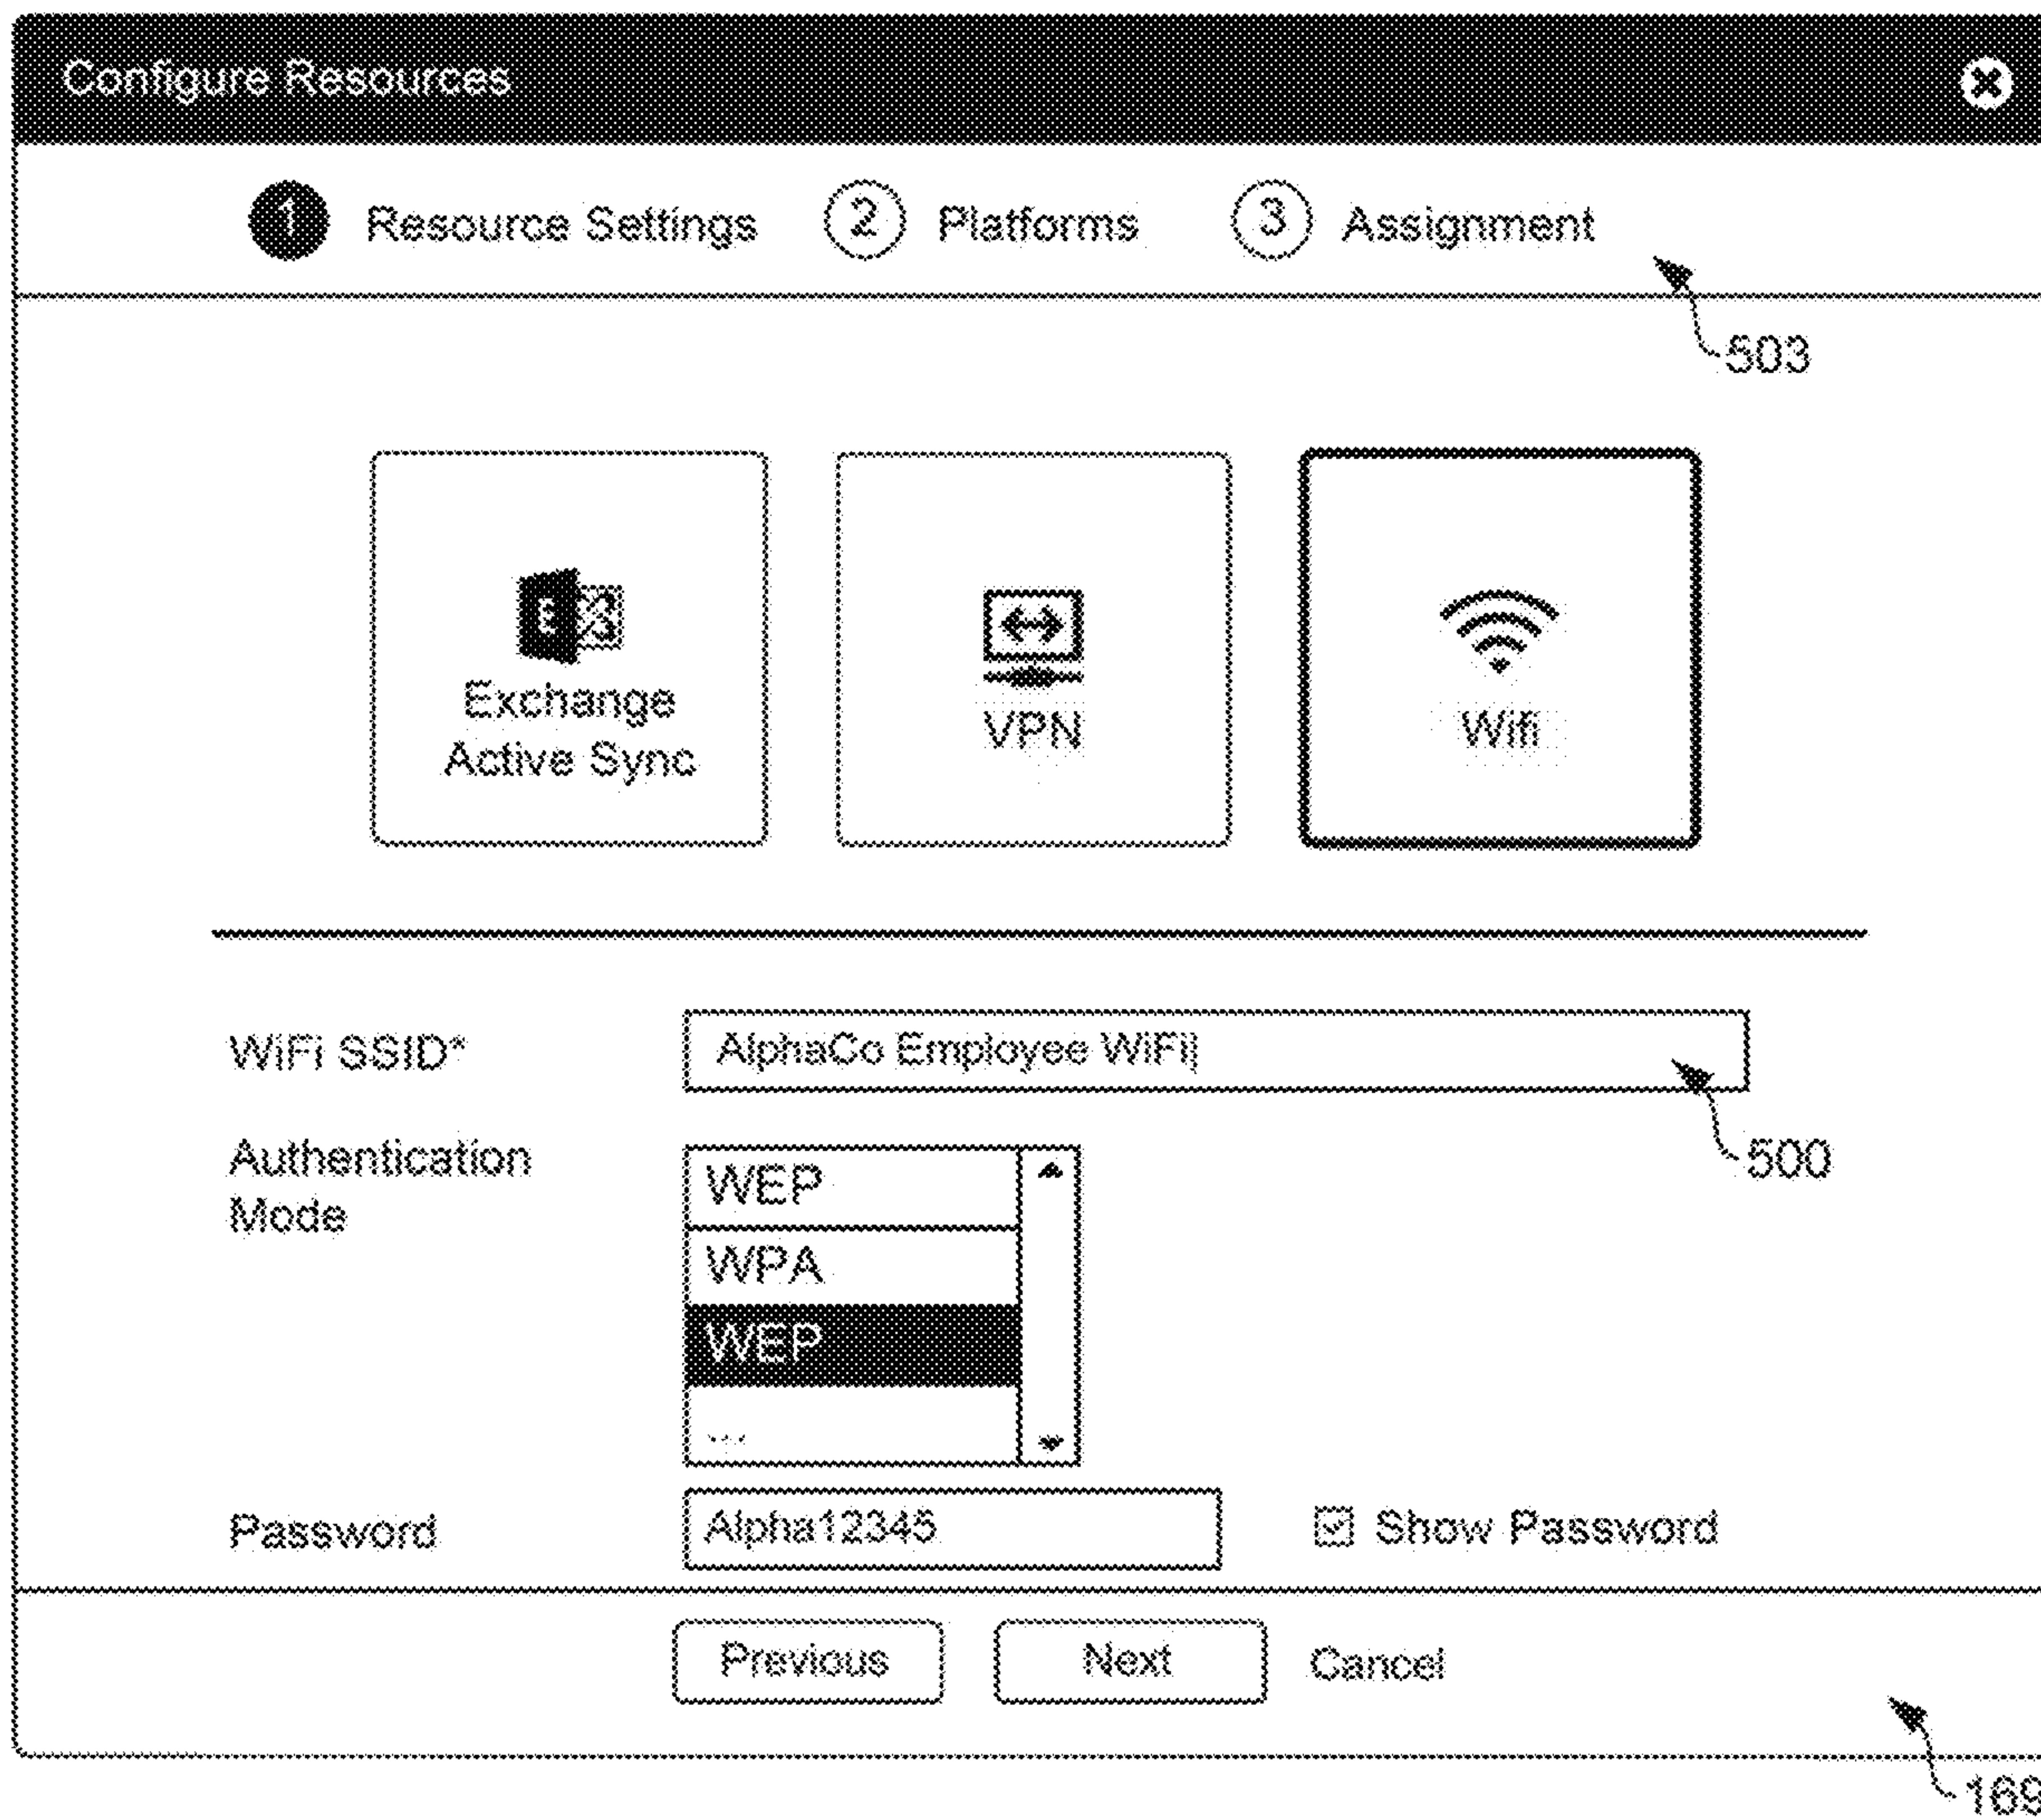 Configure Resources
1 Resource Settings 2 Platforms 3 Assignment
503
Exchange
Active Sync
VPN
Wifi
WiFi SSID* AlphaCo Employee WiFi
500
Authentication
Mode
WEP
WPA
WEP
...
Password Alpha12345 Show Password
Previous Next Cancel
169